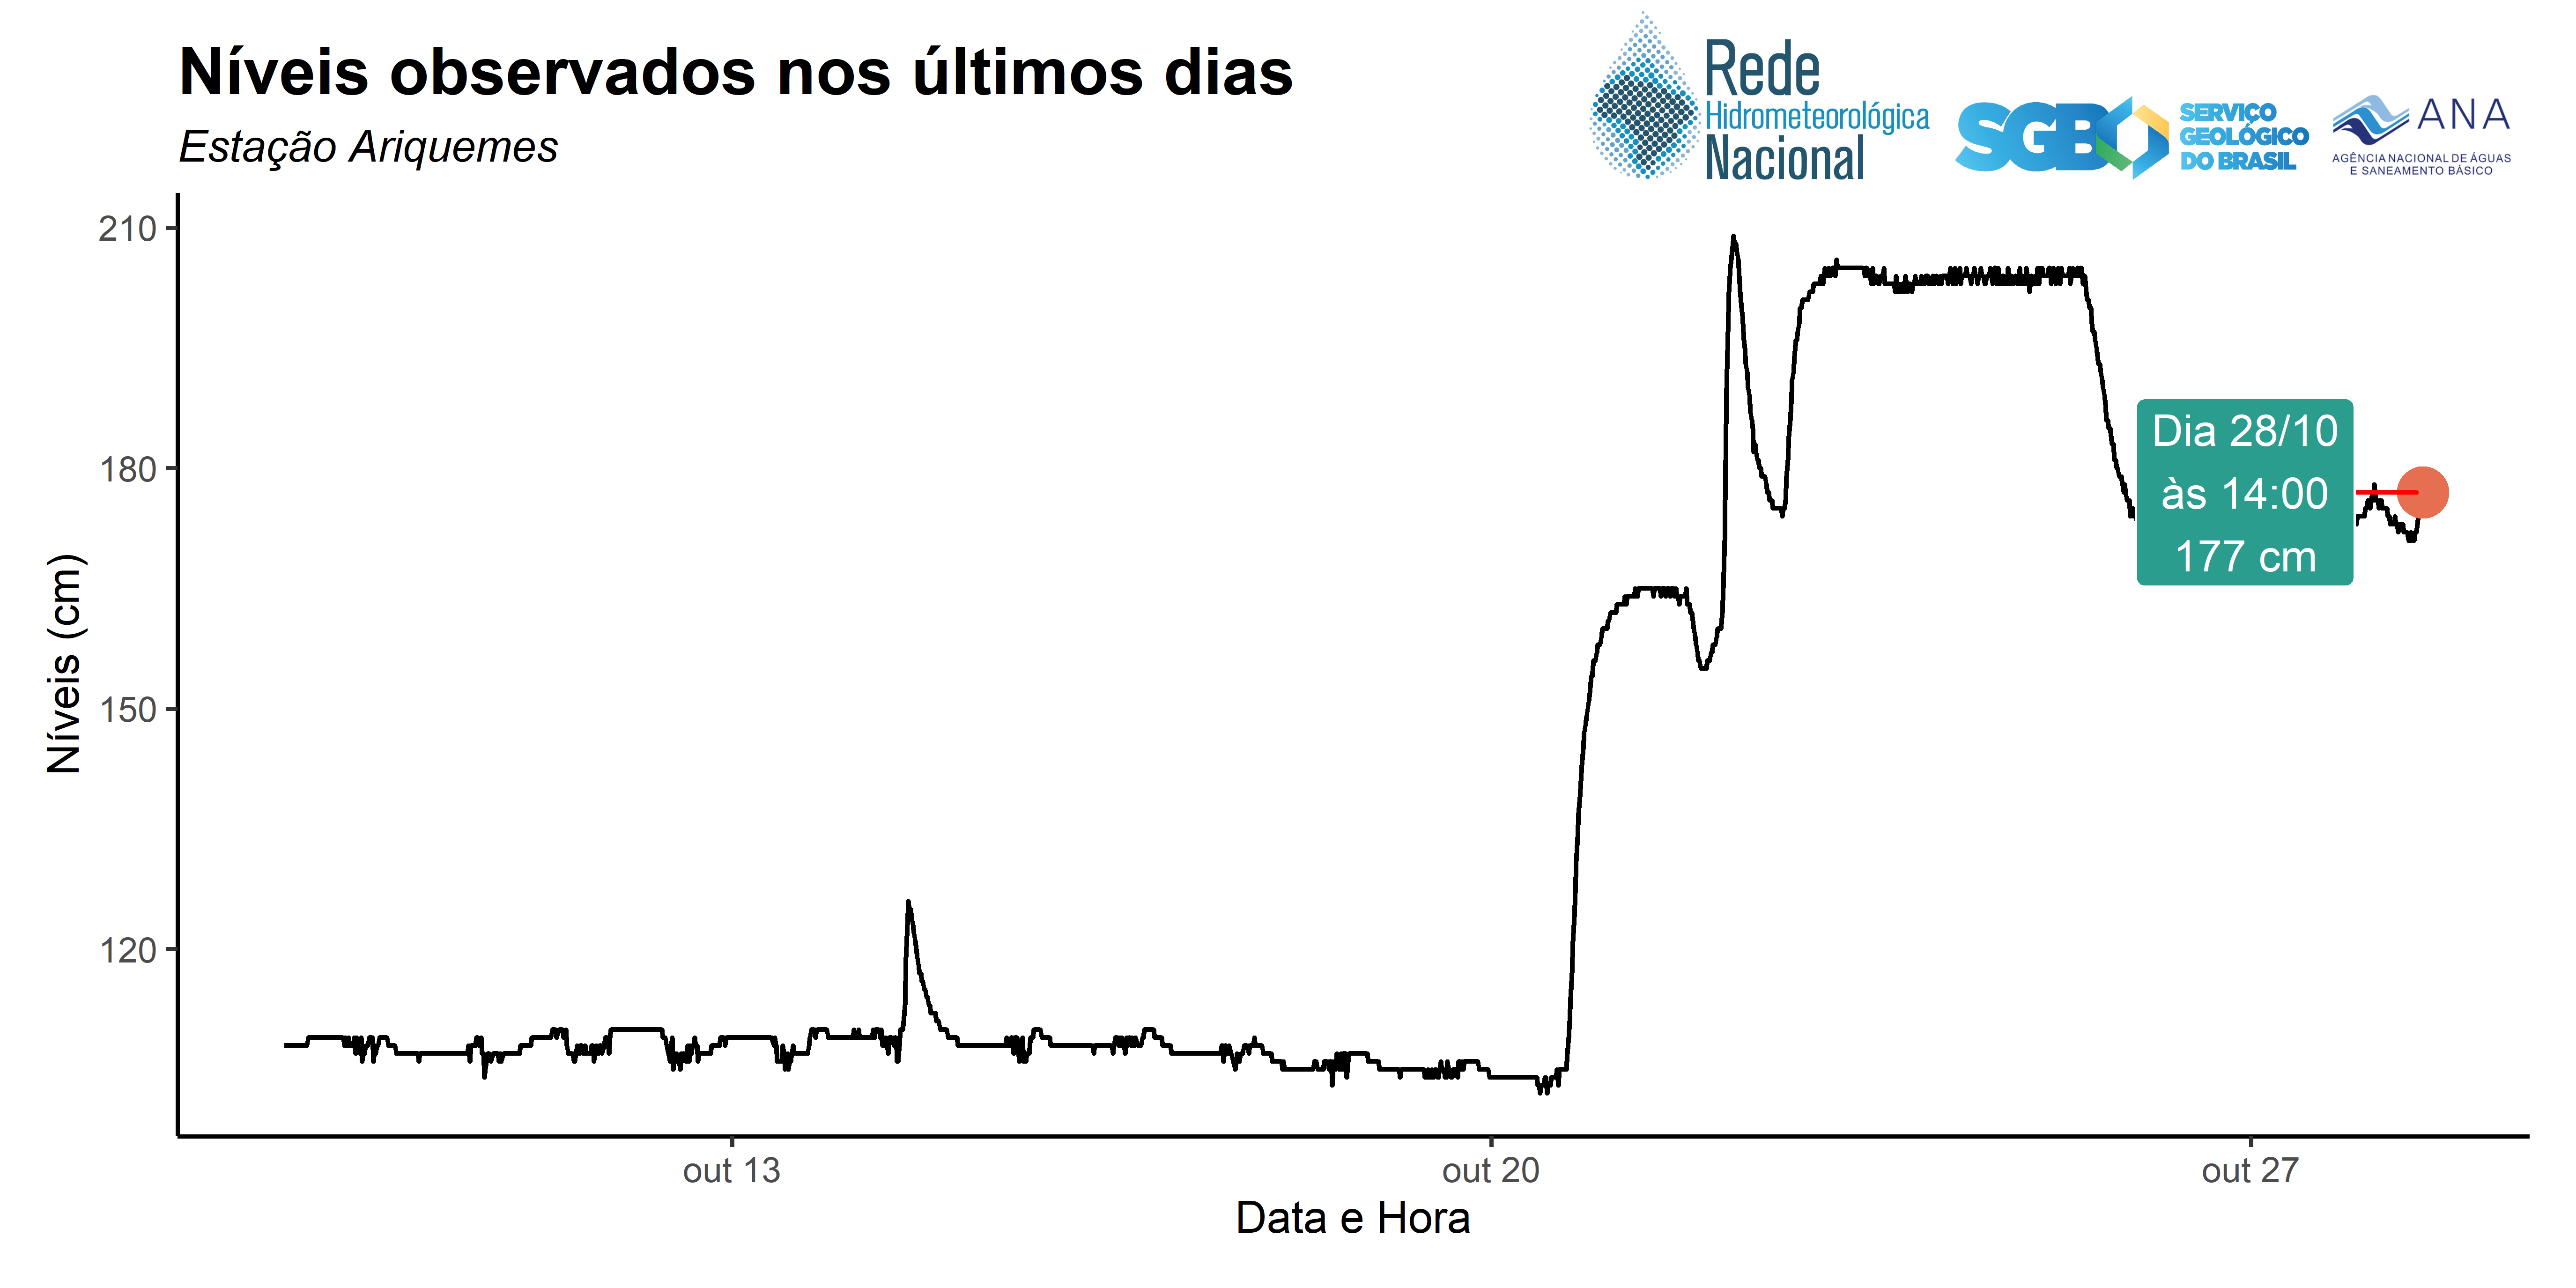 Níveis observados nos últimos dias
Estação Ariquemes
Rede
Hidrometeorológica
Nacional
SGB
SERVIÇO
GEOLÓGICO
DO BRASIL
ANA
AGÊNCIA NACIONAL DE ÁGUAS
E SANEAMENTO BÁSICO
Níveis (cm)
210
180
150
120
Dia 28/10
às 14:00
177 cm
out 13
out 20
out 27
Data e Hora